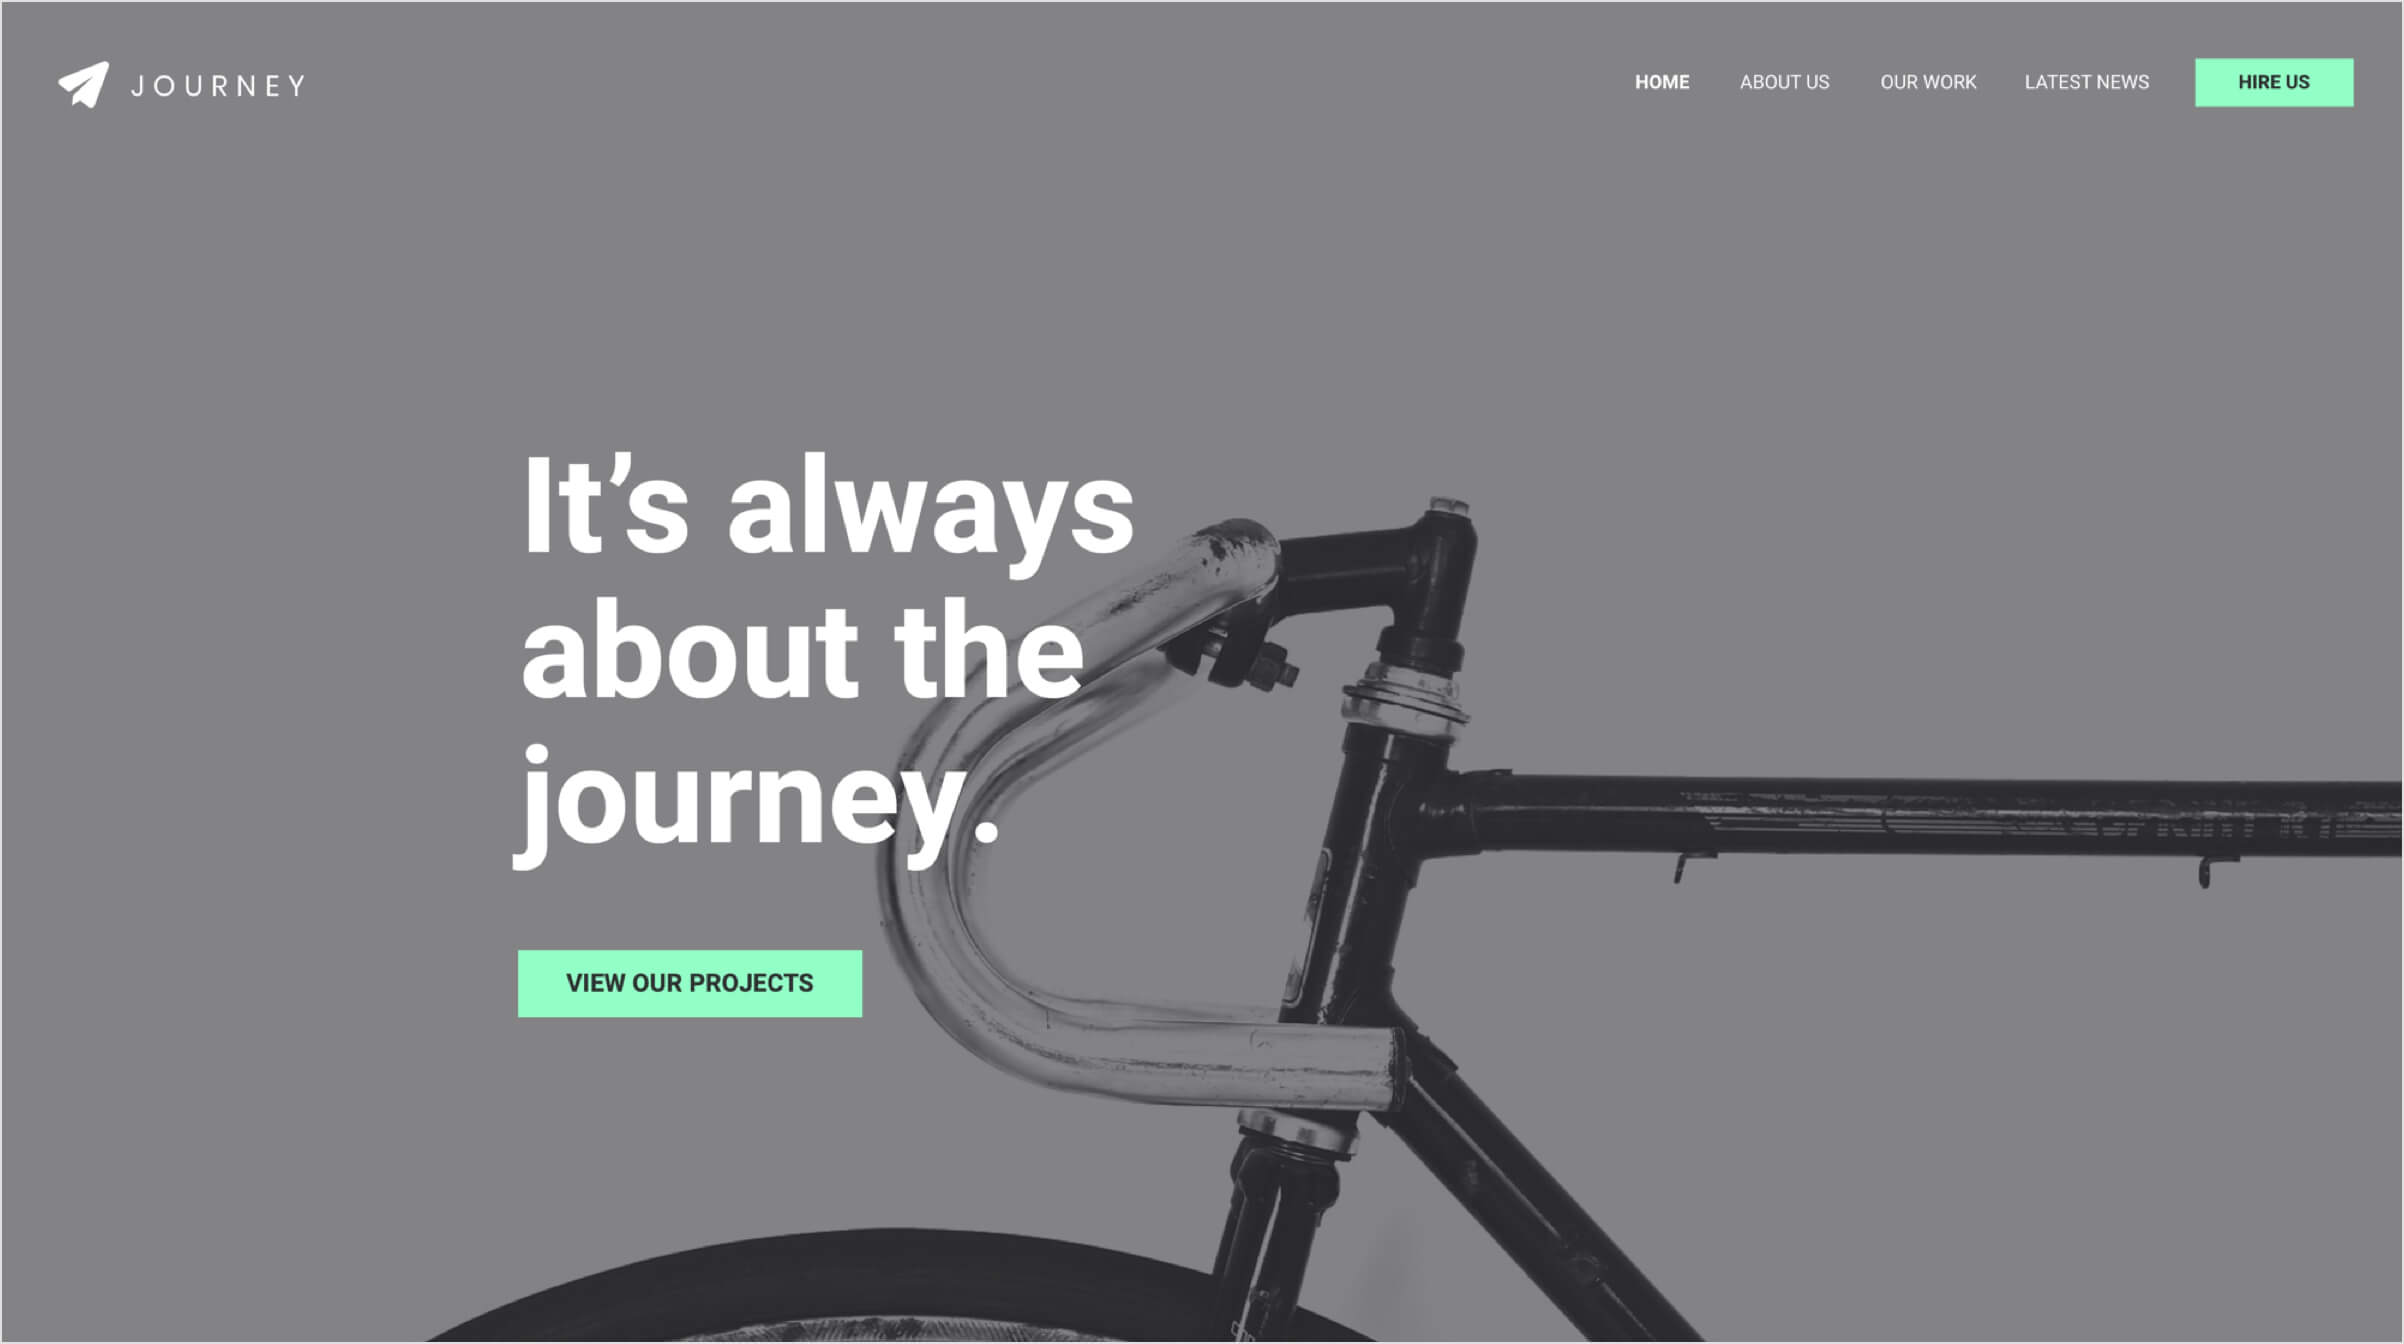 JOURNEY
HOME ABOUT US OUR WORK LATEST NEWS HIRE US
It’s always
about the
journey.
VIEW OUR PROJECTS